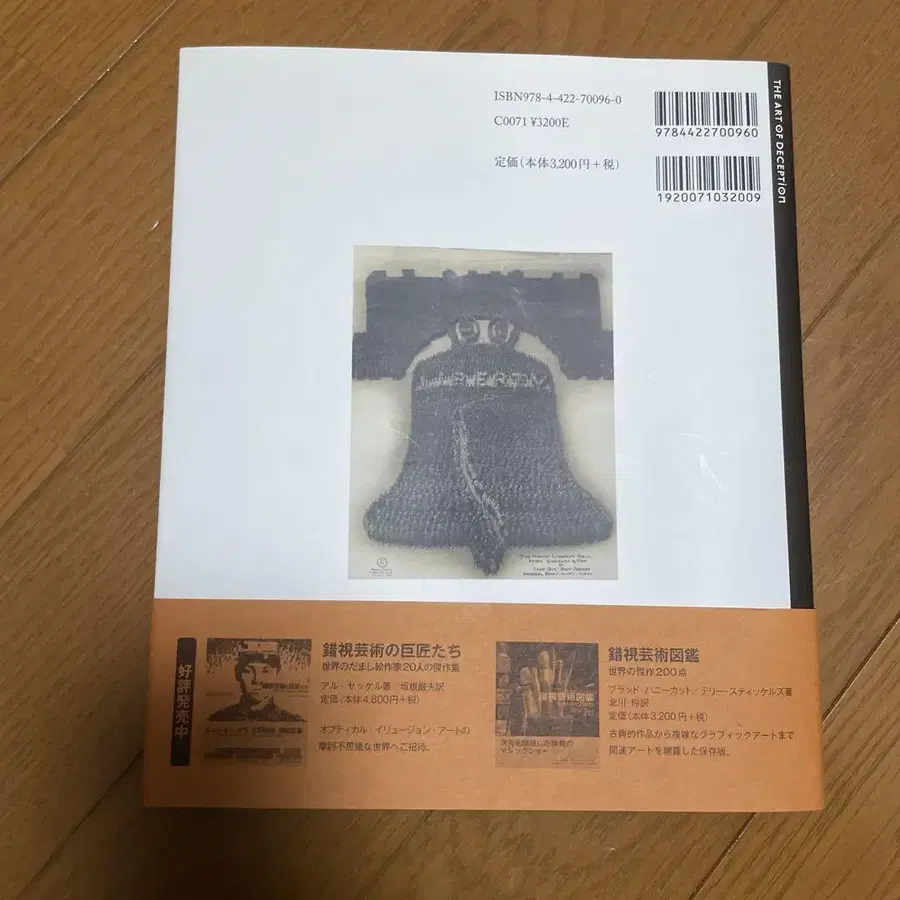 ISBN978-4-422-70096-0
C0071 ¥3200E
定価(本体3,200円+税)
9784422700960
1920071032009
THE ART OF DECEPTION
LIBERTY
好評発売中
錯視芸術の巨匠たち
世界のだまし絵作家20人の傑作集
アル・セッケル著 坂根厳夫訳
定価(本体4,800円+税)
オプティカル・イリュージョン・アートの
摩訶不思議な世界へご招待。
錯視芸術図鑑
世界の傑作200点
ブラッド・ハニーカット/テリー・スティッケルズ著
北川 玲訳
定価(本体3,200円+税)
古典的作品から複雑なグラフィックアートまで
関連アートを網羅した保存版。
錯視芸術図鑑